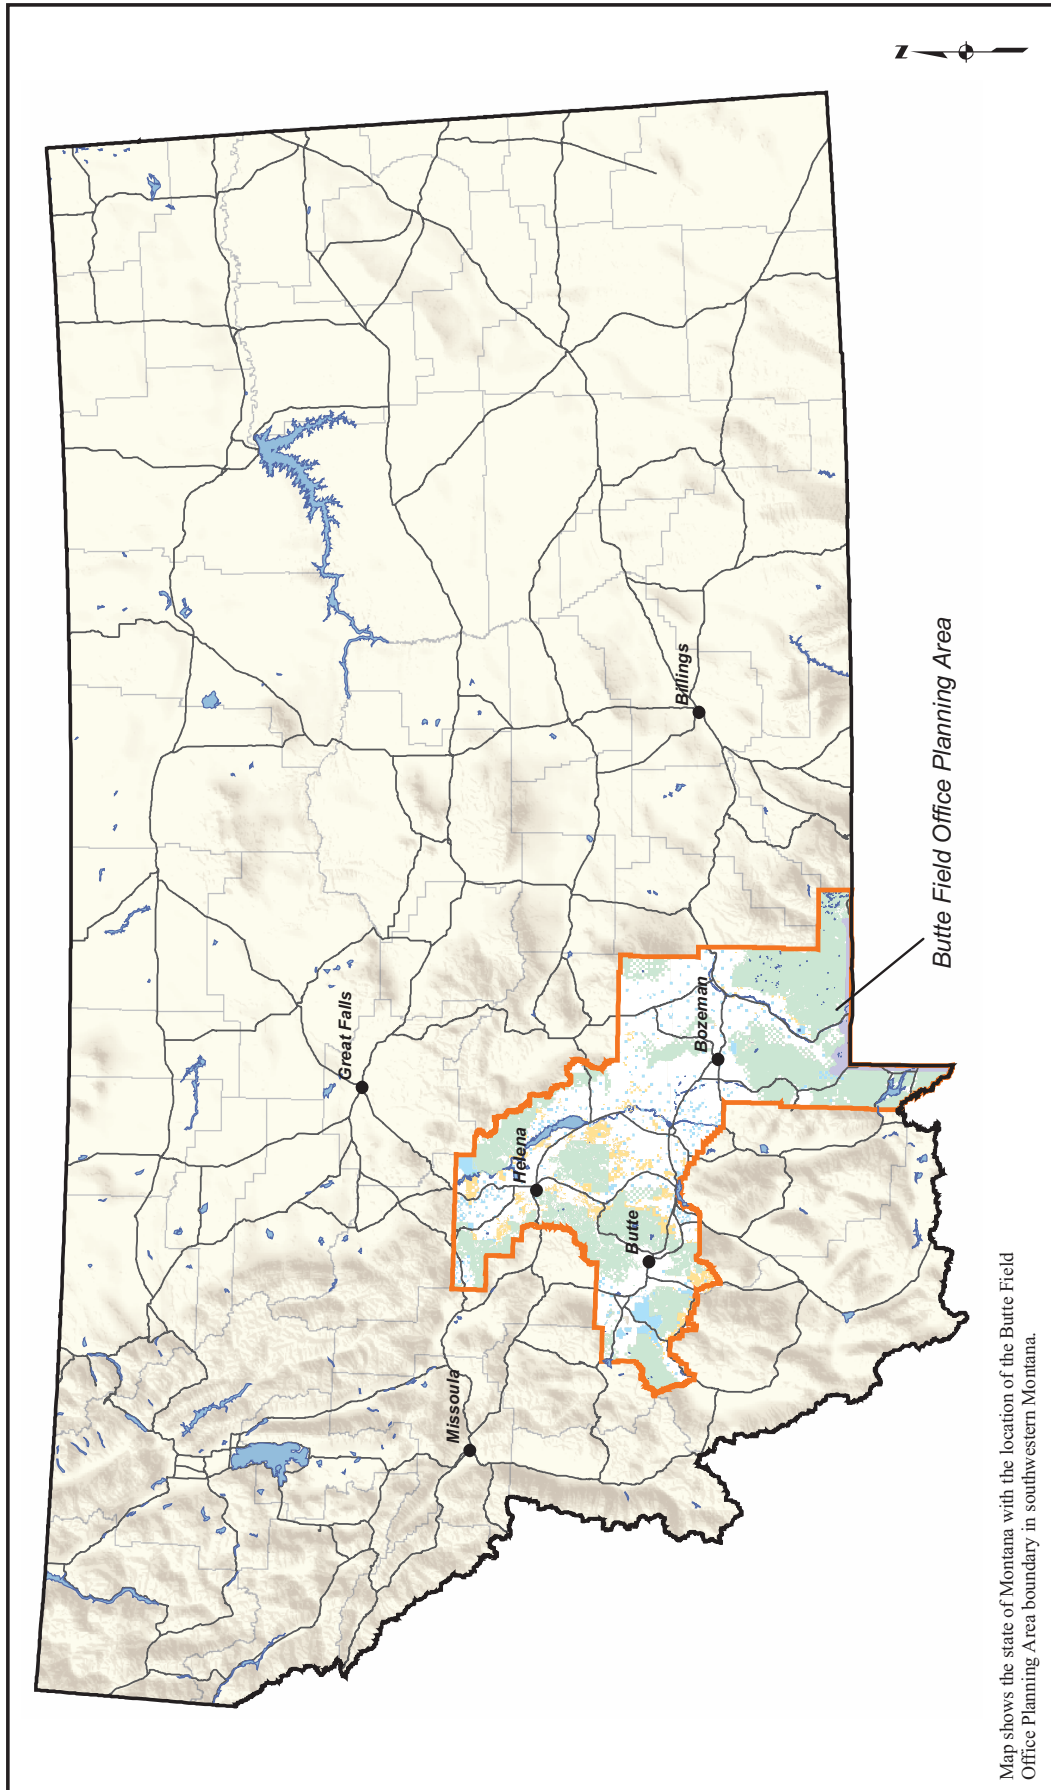 N
Great Falls
Missoula
Helena
Butte
Bozeman
Billings
Butte Field Office Planning Area
Map shows the state of Montana with the location of the Butte Field
Office Planning Area boundary in southwestern Montana.